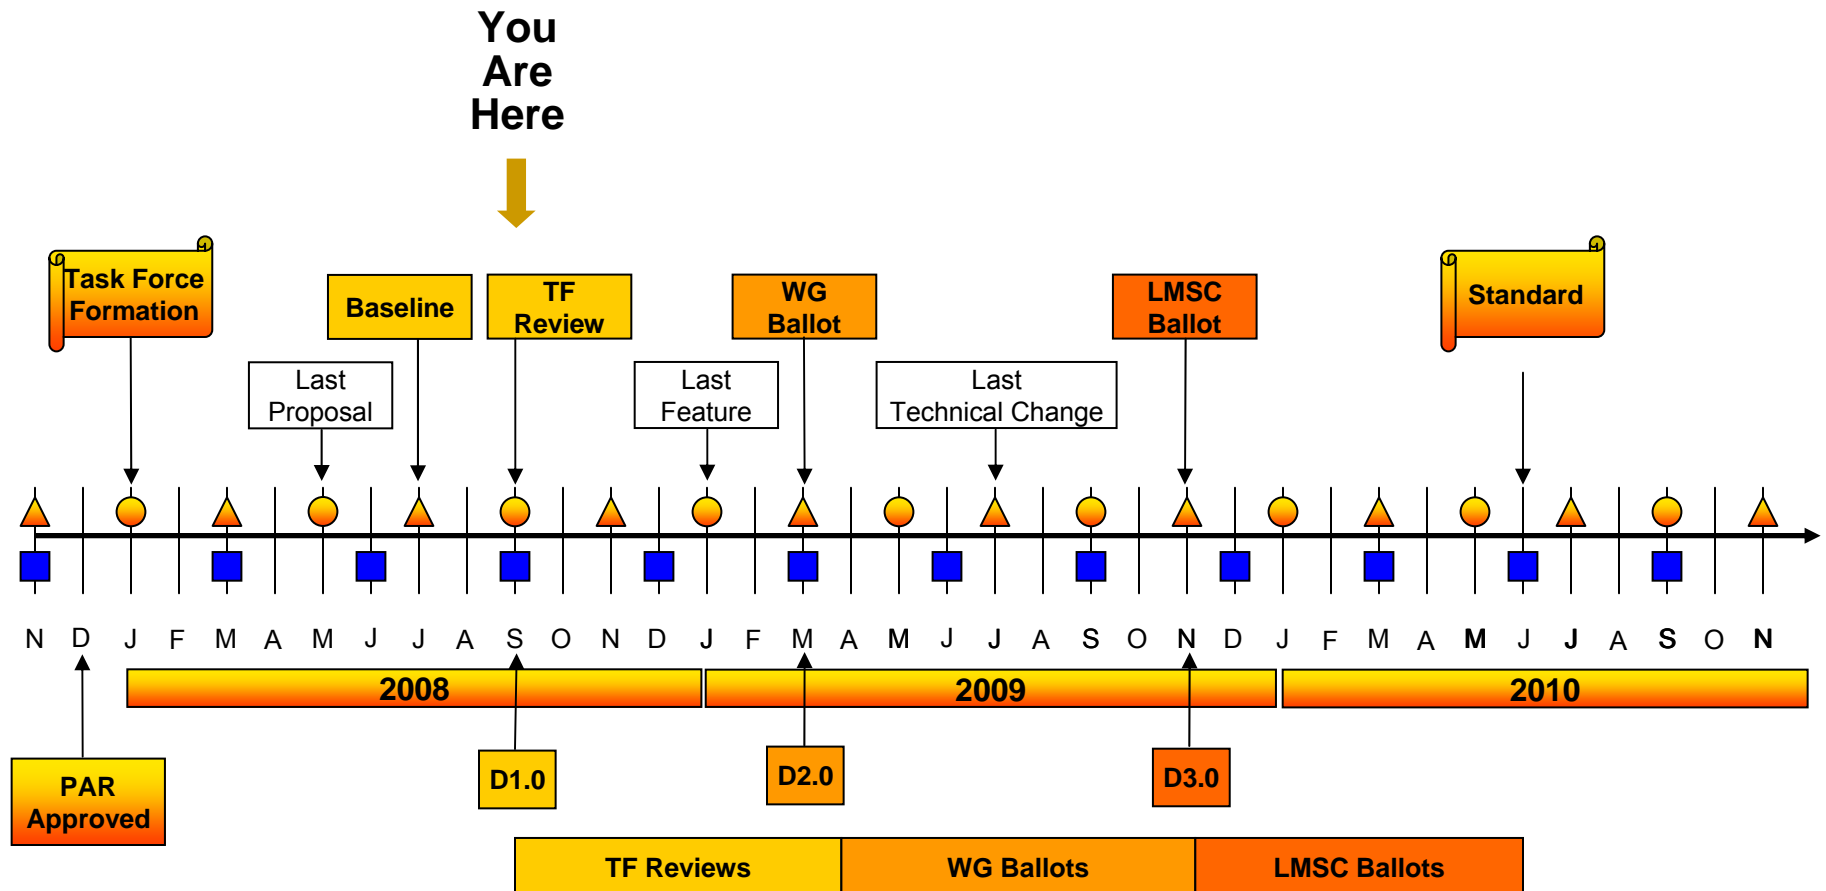 You
Are
Here
Task Force
Formation
Baseline
TF
Review
WG
Ballot
LMSC
Ballot
Standard
Last
Proposal
Last
Feature
Last
Technical Change
N D J F M A M J J A S O N D J F M A M J J A S O N D J F M A M J J A S O N
2008 2009 2010
PAR
Approved
D1.0
D2.0
D3.0
TF Reviews WG Ballots LMSC Ballots